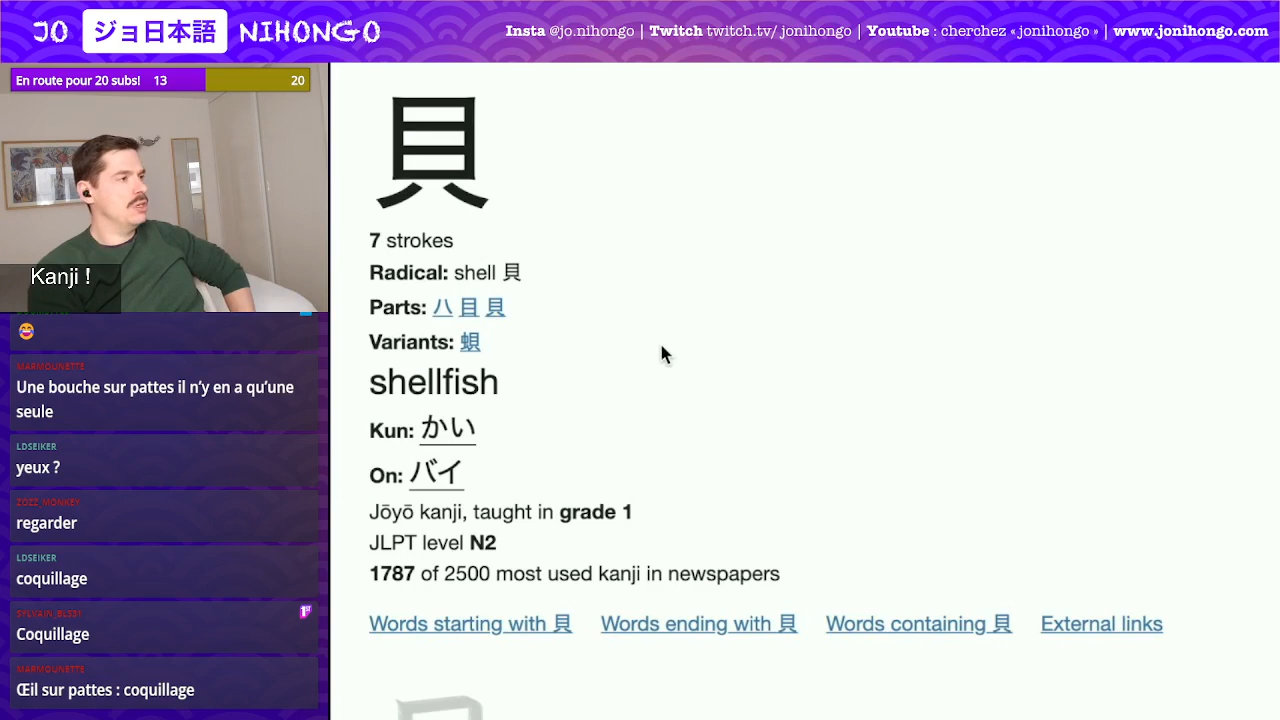 JO ジョ日本語 NIHONGO
Insta @jo.nihongo | Twitch twitch.tv/jonihongo | Youtube : cherchez « jonihongo » | www.jonihongo.com
En route pour 20 subs! 13 20
Kanji !
MARMOUNETTE
Une bouche sur pattes il n’y en a qu’une
seule
LDSEIKER
yeux ?
ZOZZ_MONKEY
regarder
LDSEIKER
coquillage
SYLVAIN_BLS31
Coquillage
MARMOUNETTE
Œil sur pattes : coquillage
貝
7 strokes
Radical: shell 貝
Parts: ハ 目 貝
Variants: 蛽
shellfish
Kun: かい
On: バイ
Jōyō kanji, taught in grade 1
JLPT level N2
1787 of 2500 most used kanji in newspapers
Words starting with 貝 Words ending with 貝 Words containing 貝 External links